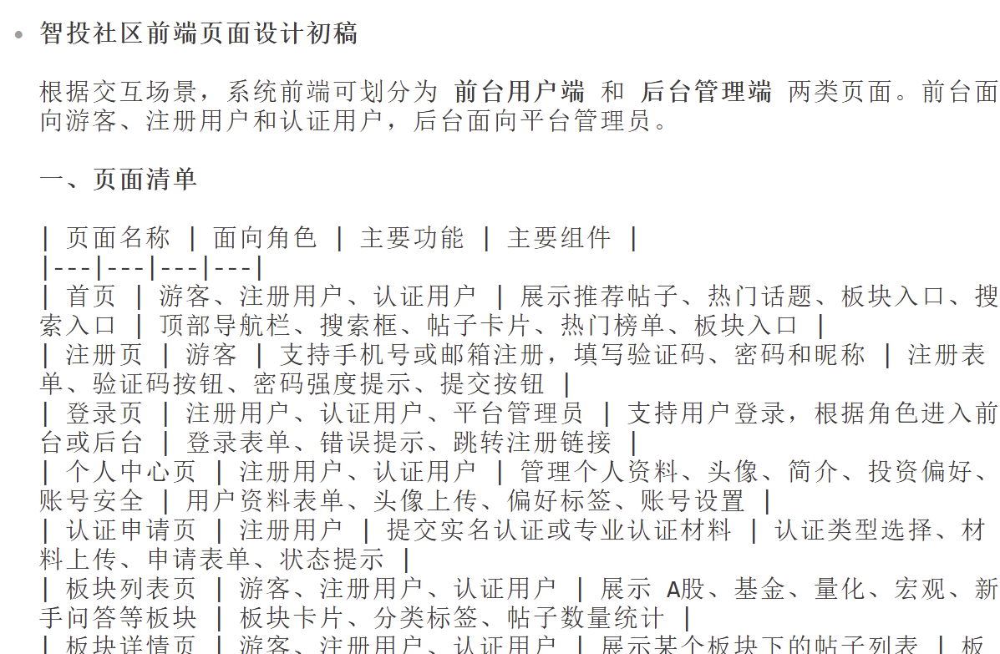 智投社区前端页面设计初稿
根据交互场景，系统前端可划分为 前台用户端 和 后台管理端 两类页面。前台面
向游客、注册用户和认证用户，后台面向平台管理员。
一、页面清单
| 页面名称 | 面向角色 | 主要功能 | 主要组件 |
|---|---|---|---|
| 首页 | 游客、注册用户、认证用户 | 展示推荐帖子、热门话题、板块入口、搜
索入口 | 顶部导航栏、搜索框、帖子卡片、热门榜单、板块入口 |
| 注册页 | 游客 | 支持手机号或邮箱注册，填写验证码、密码和昵称 | 注册表
单、验证码按钮、密码强度提示、提交按钮 |
| 登录页 | 注册用户、认证用户、平台管理员 | 支持用户登录，根据角色进入前
台或后台 | 登录表单、错误提示、跳转注册链接 |
| 个人中心页 | 注册用户、认证用户 | 管理个人资料、头像、简介、投资偏好、
账号安全 | 用户资料表单、头像上传、偏好标签、账号设置 |
| 认证申请页 | 注册用户 | 提交实名认证或专业认证材料 | 认证类型选择、材
料上传、申请表单、状态提示 |
| 板块列表页 | 游客、注册用户、认证用户 | 展示 A股、基金、量化、宏观、新
手问答等板块 | 板块卡片、分类标签、帖子数量统计 |
| 板块详情页 | 游客、注册用户、认证用户 | 展示某个板块下的帖子列表 | 板